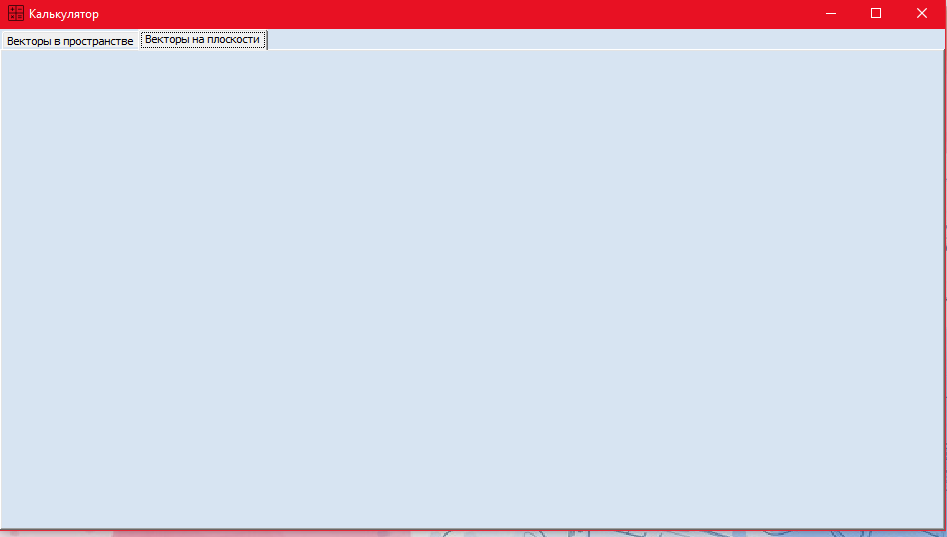 Калькулятор
Векторы в пространстве
Векторы на плоскости